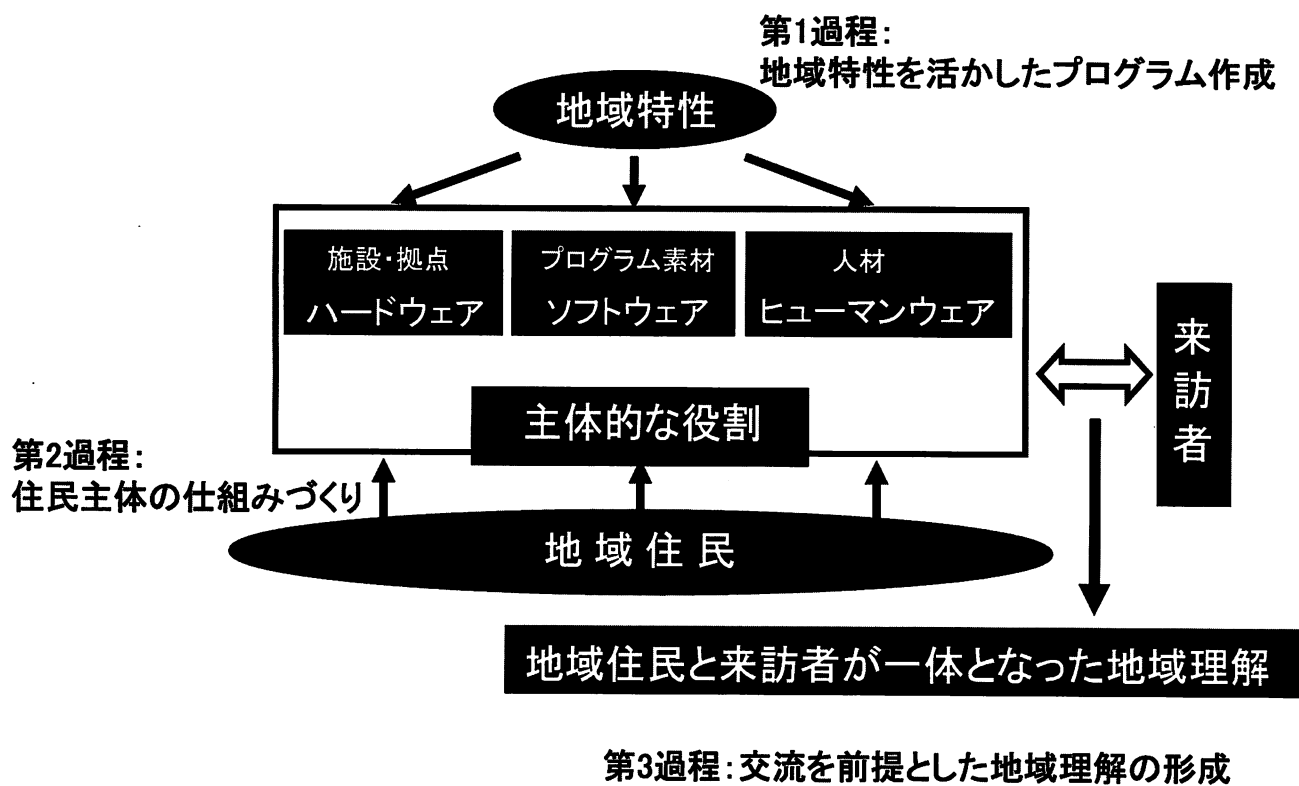 第1過程：
地域特性を活かしたプログラム作成
地域特性
施設・拠点
ハードウェア
プログラム素材
ソフトウェア
人材
ヒューマンウェア
来訪者
主体的な役割
第2過程：
住民主体の仕組みづくり
地域住民
地域住民と来訪者が一体となった地域理解
第3過程：交流を前提とした地域理解の形成